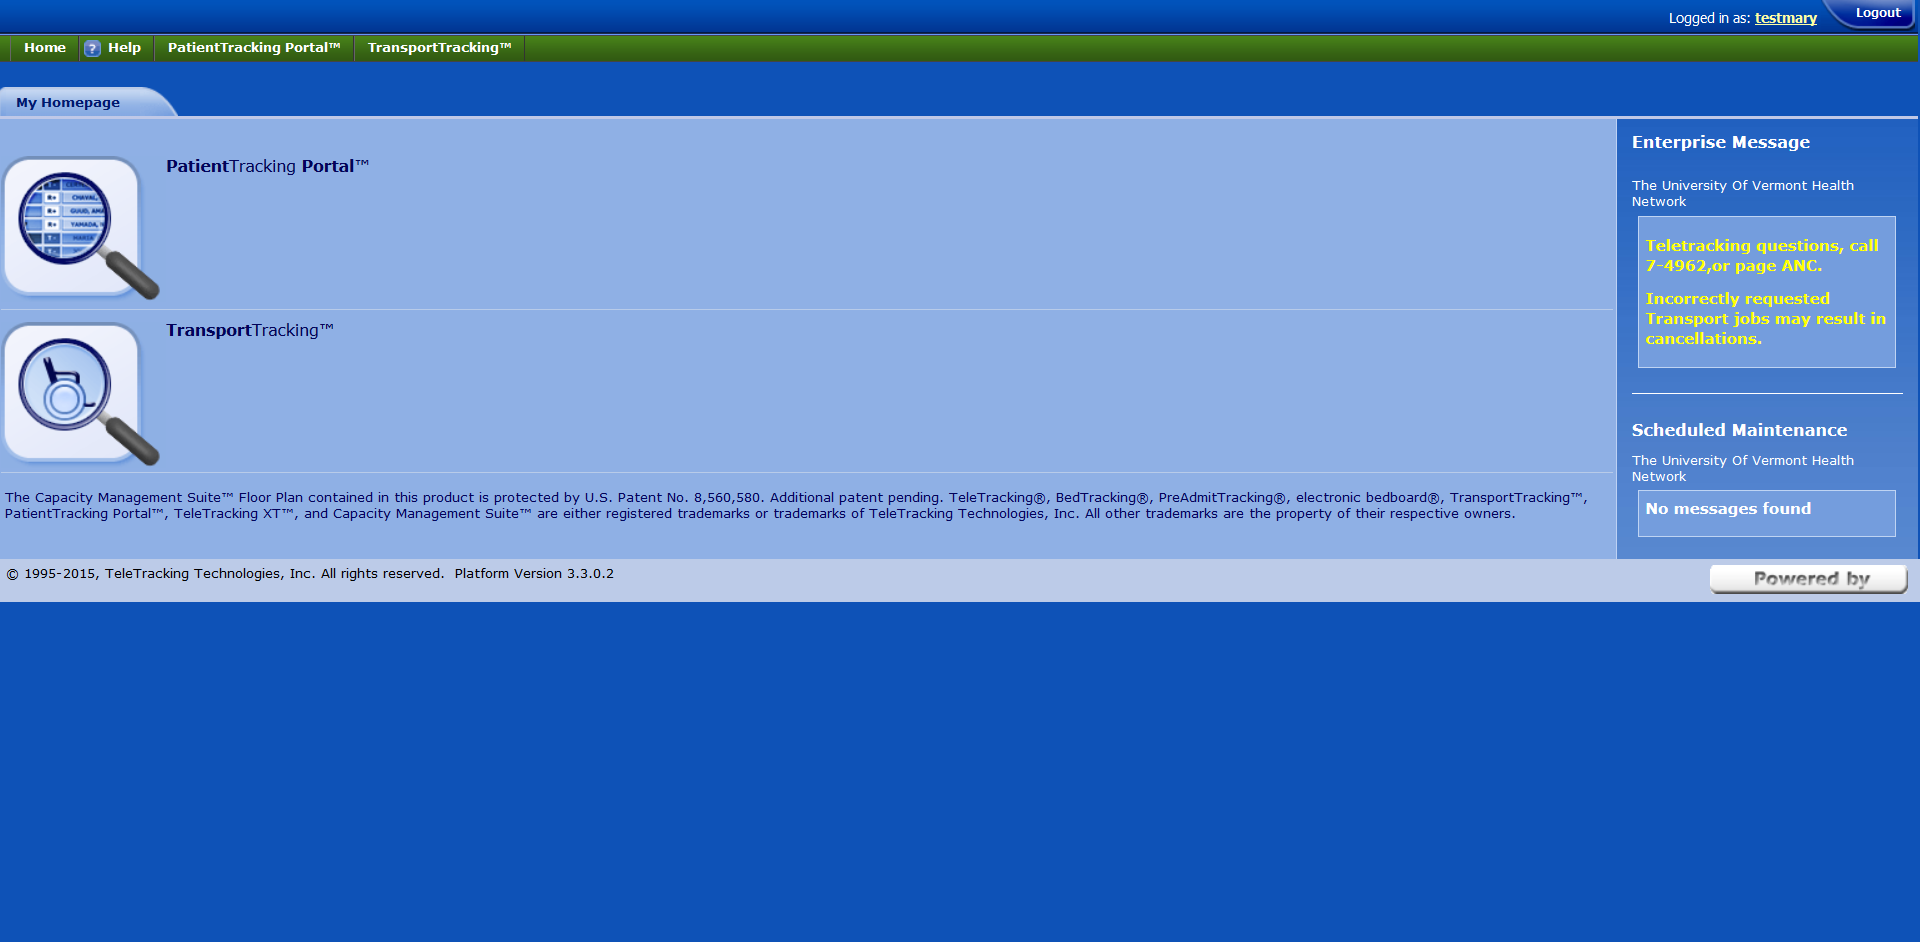 Logged in as: testmary
Logout
Home
? Help
PatientTracking Portal™
TransportTracking™
My Homepage
PatientTracking Portal™
CHAVAL,
R+
GUUD, AMA
R+
YAMADA,
TransportTracking™
The Capacity Management Suite™ Floor Plan contained in this product is protected by U.S. Patent No. 8,560,580. Additional patent pending. TeleTracking®, BedTracking®, PreAdmitTracking®, electronic bedboard®, TransportTracking™,
PatientTracking Portal™, TeleTracking XT™, and Capacity Management Suite™ are either registered trademarks or trademarks of TeleTracking Technologies, Inc. All other trademarks are the property of their respective owners.
Enterprise Message
The University Of Vermont Health
Network
Teletracking questions, call
7-4962,or page ANC.
Incorrectly requested
Transport jobs may result in
cancellations.
Scheduled Maintenance
The University Of Vermont Health
Network
No messages found
© 1995-2015, TeleTracking Technologies, Inc. All rights reserved.  Platform Version 3.3.0.2
Powered by